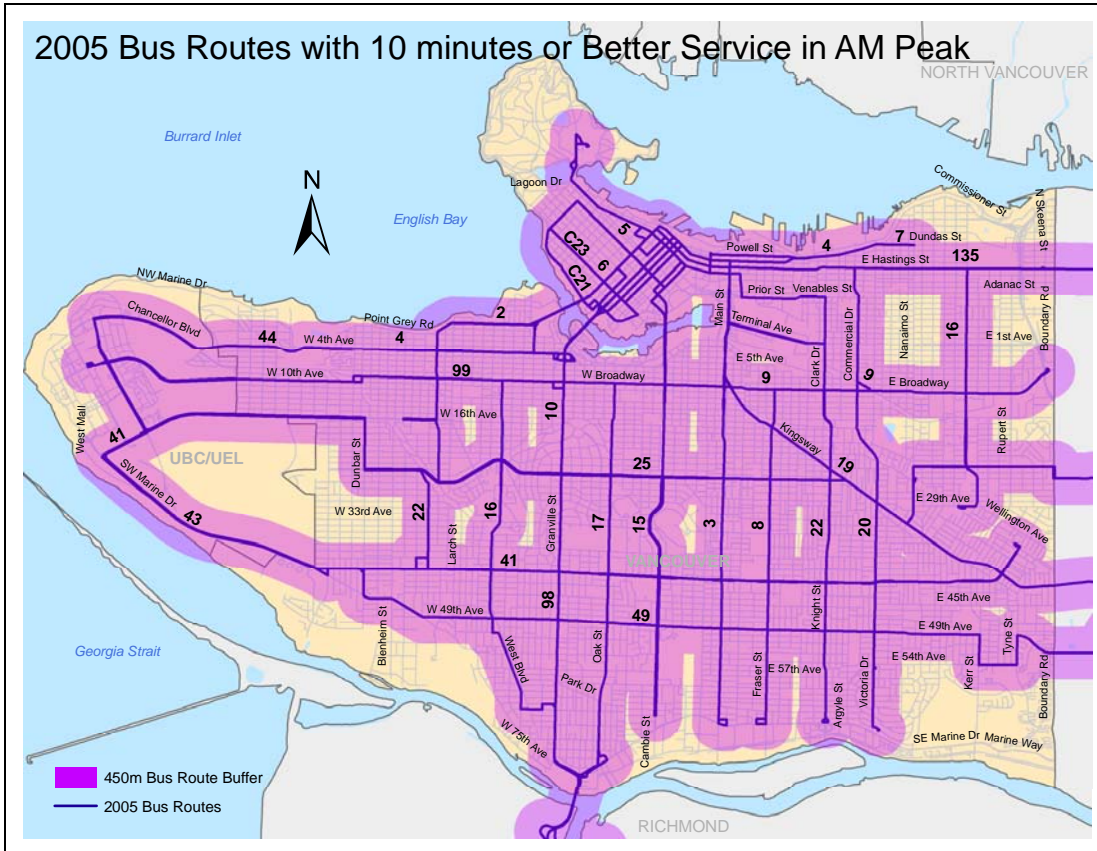 2005 Bus Routes with 10 minutes or Better Service in AM Peak
NORTH VANCOUVER
Burrard Inlet
N
English Bay
Lagoon Dr
Commissioner St
N Skeena St
5
C23
6
C21
Powell St
4
7
Dundas St
E Hastings St
135
NW Marine Dr
Chancellor Blvd
Prior St
Venables St
Adanac St
Main St
Terminal Ave
Commercial Dr
Nanaimo St
16
E 1st Ave
Boundary Rd
Point Grey Rd
2
44
W 4th Ave
4
E 5th Ave
Clark Dr
W 10th Ave
99
W Broadway
9
9
E Broadway
West Mall
41
W 16th Ave
10
Kingsway
Rupert St
UBC/UEL
Dunbar St
25
19
SW Marine Dr
43
W 33rd Ave
22
Larch St
16
Granville St
17
15
3
8
22
20
E 29th Ave
Wellington Ave
41
VANCOUVER
98
W 49th Ave
49
Knight St
E 45th Ave
E 49th Ave
Blenheim St
West Blvd
Oak St
Tyne St
Georgia Strait
E 54th Ave
Park Dr
Fraser St
E 57th Ave
Argyle St
Victoria Dr
Kerr St
Boundary Rd
W 75th Ave
Cambie St
SE Marine Dr
Marine Way
450m Bus Route Buffer
2005 Bus Routes
RICHMOND